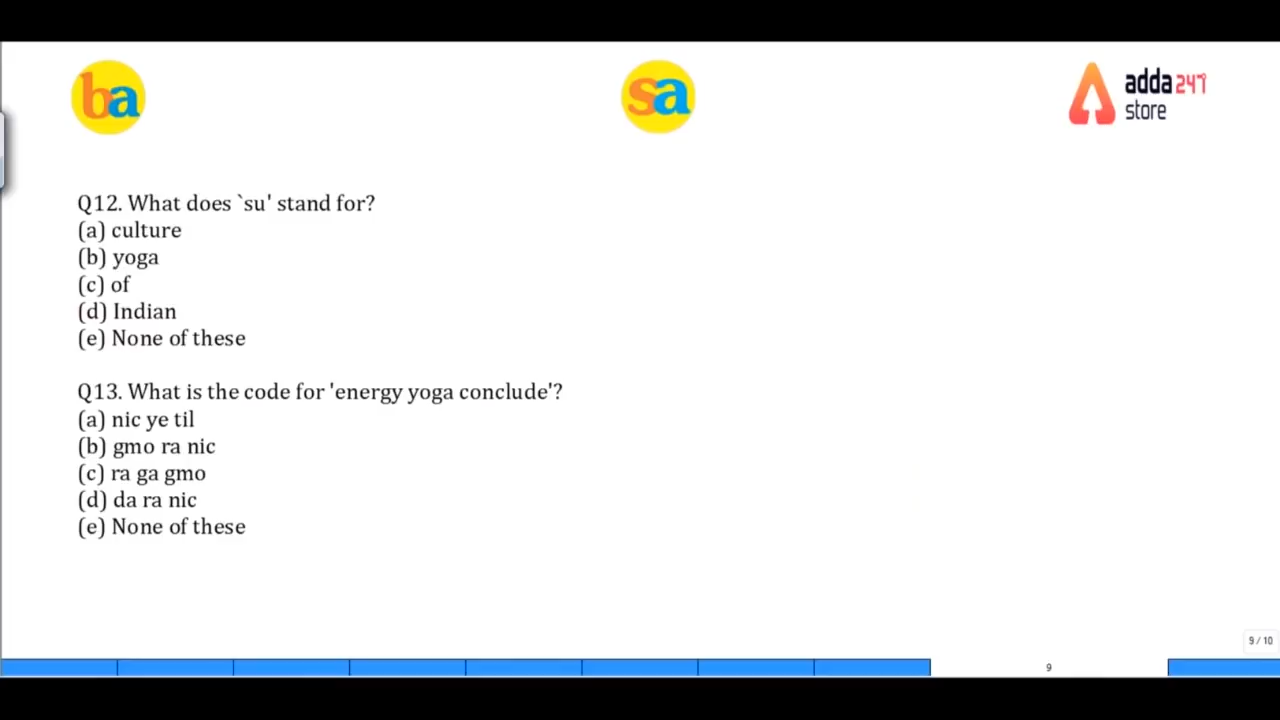 ba
sa
adda247
store
Q12. What does `su' stand for?
(a) culture
(b) yoga
(c) of
(d) Indian
(e) None of these
Q13. What is the code for 'energy yoga conclude'?
(a) nic ye til
(b) gmo ra nic
(c) ra ga gmo
(d) da ra nic
(e) None of these
9 / 10
9